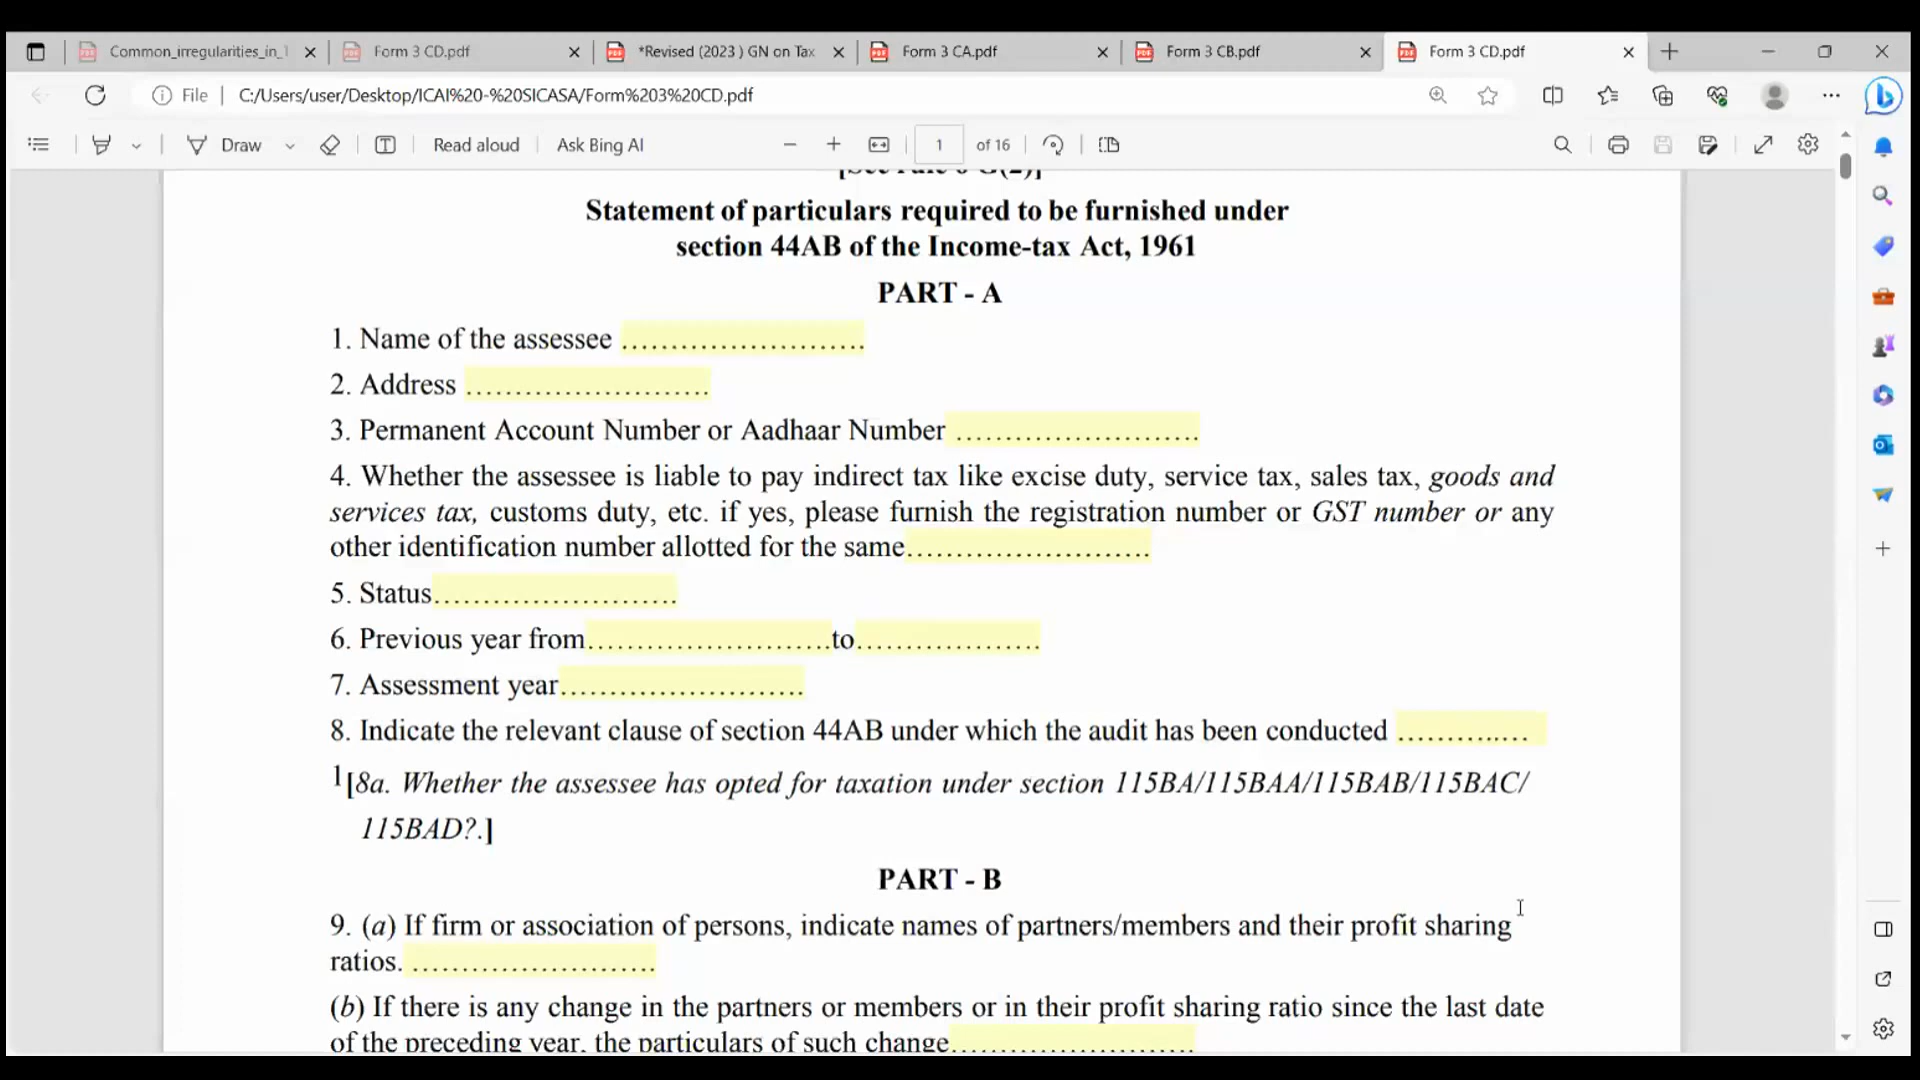 Common_irregularities_in_
Form 3 CD.pdf
*Revised (2023 ) GN on Tax
Form 3 CA.pdf
Form 3 CB.pdf
Form 3 CD.pdf
File
C:/Users/user/Desktop/ICAI%20-%20SICASA/Form%203%20CD.pdf
Draw
Read aloud
Ask Bing AI
1
of 16
[See rule 6 G(2)]
Statement of particulars required to be furnished under
section 44AB of the Income-tax Act, 1961
PART - A
1. Name of the assessee …………………….
2. Address …………………….
3. Permanent Account Number or Aadhaar Number …………………….
4. Whether the assessee is liable to pay indirect tax like excise duty, service tax, sales tax, goods and
services tax, customs duty, etc. if yes, please furnish the registration number or GST number or any
other identification number allotted for the same…………………….
5. Status…………………….
6. Previous year from…………………….to……………….
7. Assessment year…………………….
8. Indicate the relevant clause of section 44AB under which the audit has been conducted ………..…
1[8a. Whether the assessee has opted for taxation under section 115BA/115BAA/115BAB/115BAC/
115BAD?.]
PART - B
9. (a) If firm or association of persons, indicate names of partners/members and their profit sharing
ratios. …………………….
(b) If there is any change in the partners or members or in their profit sharing ratio since the last date
of the preceding year, the particulars of such change…………………….